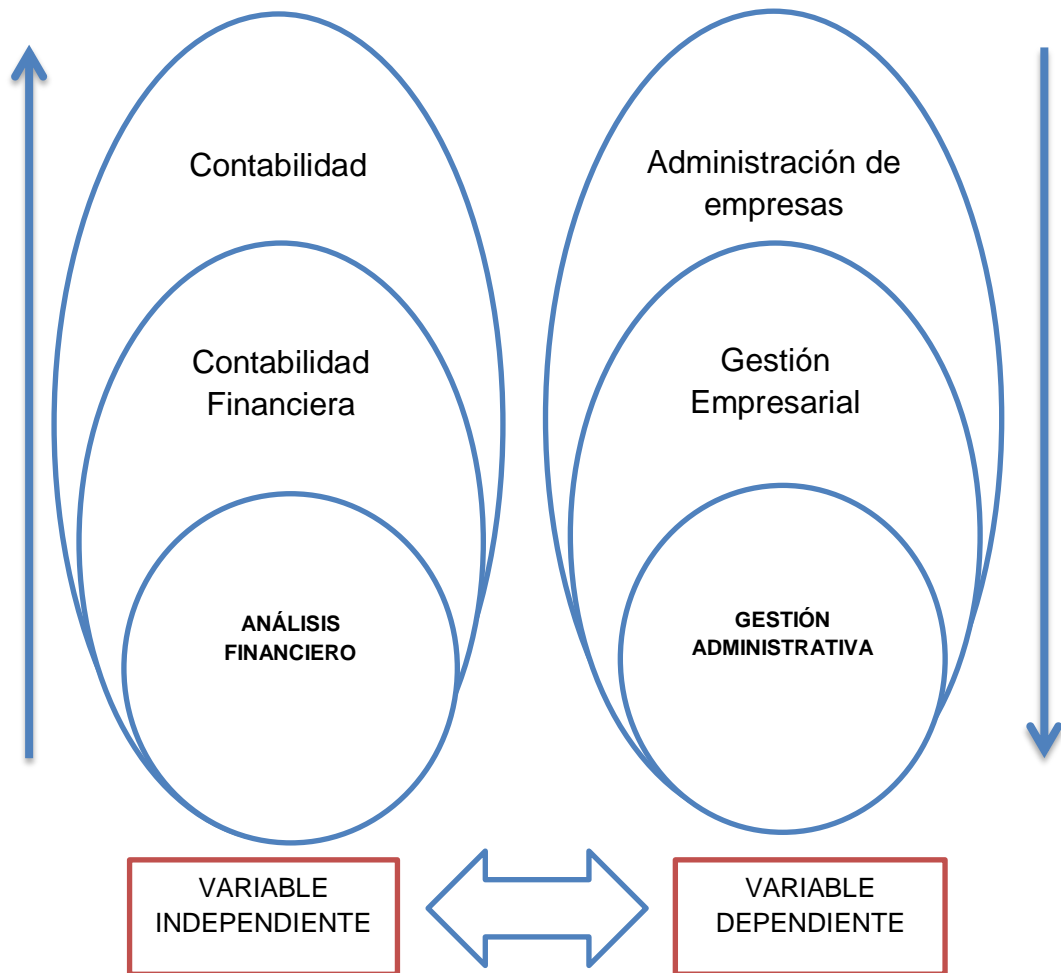 Contabilidad
Contabilidad
Financiera
ANÁLISIS
FINANCIERO
VARIABLE
INDEPENDIENTE
Administración de
empresas
Gestión
Empresarial
GESTIÓN
ADMINISTRATIVA
VARIABLE
DEPENDIENTE